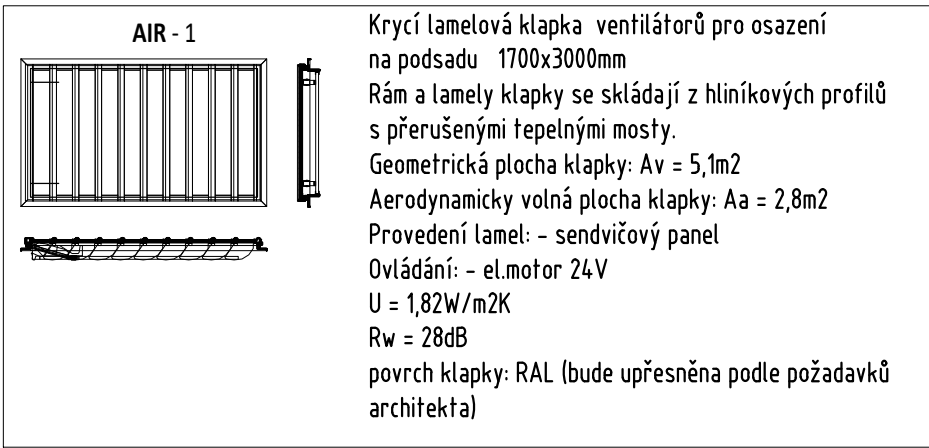 AIR - 1
Krycí lamelová klapka ventilátorů pro osazení
na podsadu 1700x3000mm
Rám a lamely klapky se skládají z hliníkových profilů
s přerušenými tepelnými mosty.
Geometrická plocha klapky: Av = 5,1m2
Aerodynamicky volná plocha klapky: Aa = 2,8m2
Provedení lamel: - sendvičový panel
Ovládání: - el.motor 24V
U = 1,82W/m2K
Rw = 28dB
povrch klapky: RAL (bude upřesněna podle požadavků
architekta)